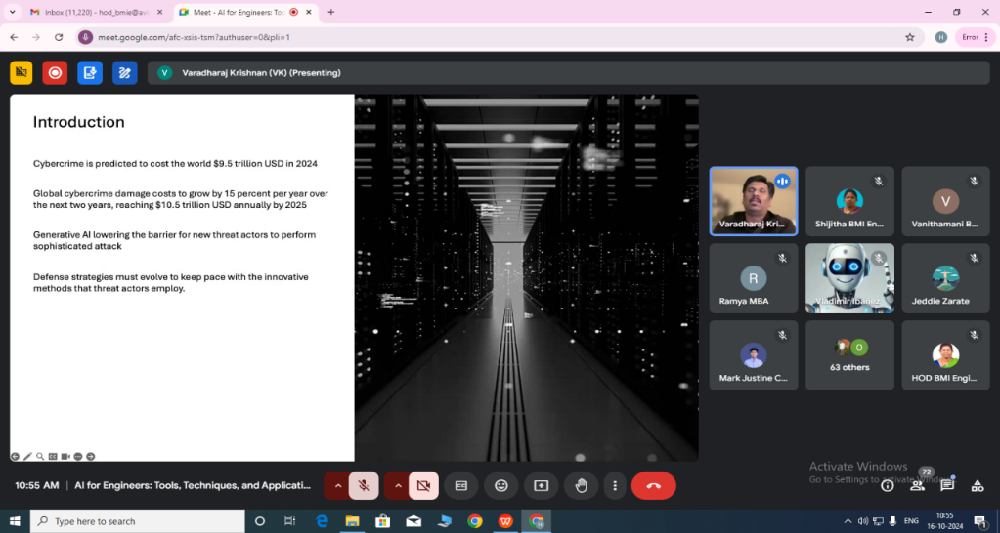 Inbox (11,220) - hod_bmie@avi
Meet - AI for Engineers: Too
meet.google.com/afc-xsis-tsm?authuser=0&pli=1
H
Error
V
Varadharaj Krishnan (VK) (Presenting)
Introduction
Cybercrime is predicted to cost the world $9.5 trillion USD in 2024
Global cybercrime damage costs to grow by 15 percent per year over
the next two years, reaching $10.5 trillion USD annually by 2025
Generative AI lowering the barrier for new threat actors to perform
sophisticated attack
Defense strategies must evolve to keep pace with the innovative
methods that threat actors employ.
Varadharaj Kri...
Shijitha BMI En...
V
Vanithamani B...
R
Ramya MBA
Vladimir Ibanez
Jeddie Zarate
Mark Justine C...
O
63 others
HOD BMI Engi...
Activate Windows
Go to Settings to activate Windows.
72
10:55 AM | AI for Engineers: Tools, Techniques, and Applicati...
Type here to search
ENG
10:55
16-10-2024